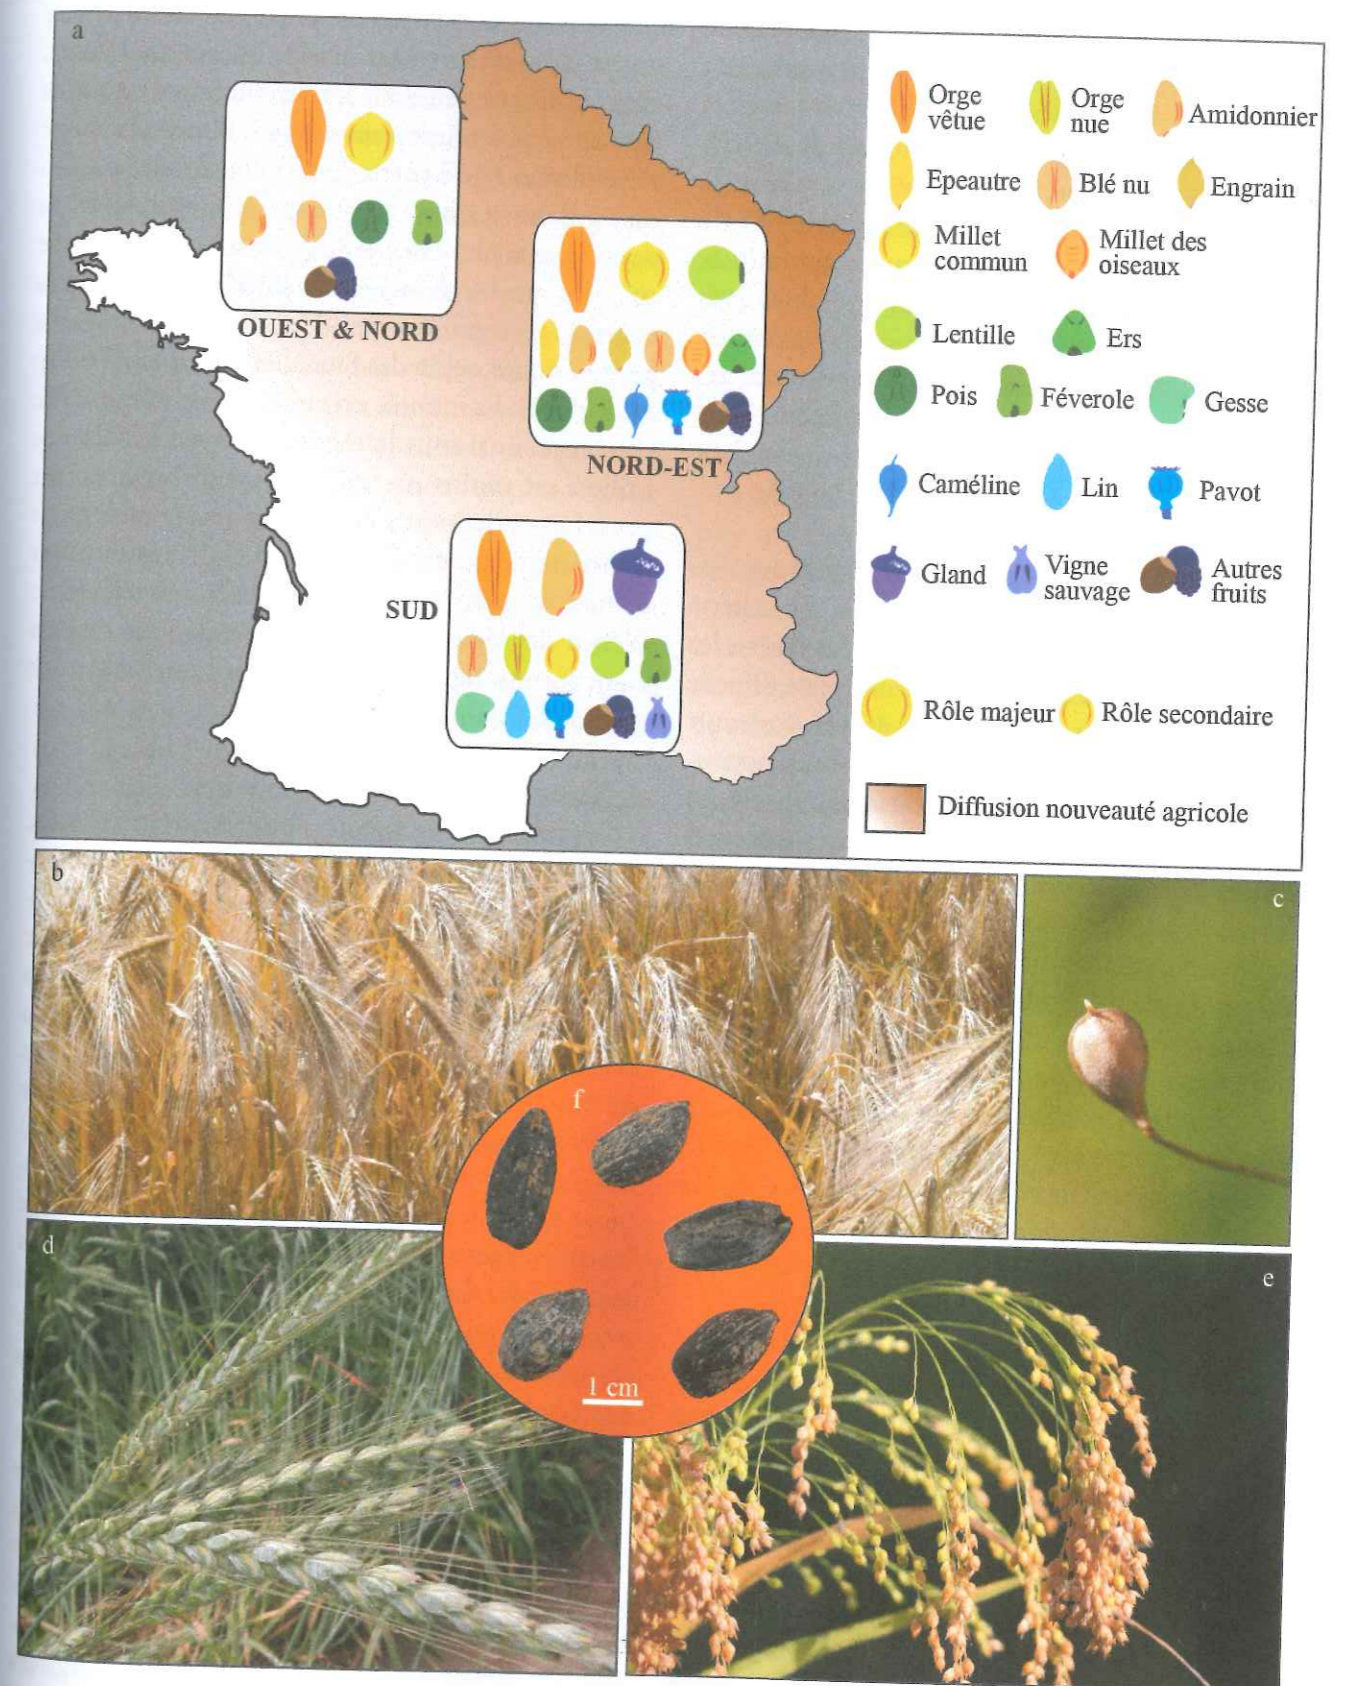 a
OUEST & NORD
NORD-EST
SUD
Orge
vêtue
Orge
nue
Amidonnier
Epeautre
Blé nu
Engrain
Millet
commun
Millet des
oiseaux
Lentille
Ers
Pois
Féverole
Gesse
Caméline
Lin
Pavot
Gland
Vigne
sauvage
Autres
fruits
Rôle majeur
Rôle secondaire
Diffusion nouveauté agricole
b
c
f
1 cm
d
e